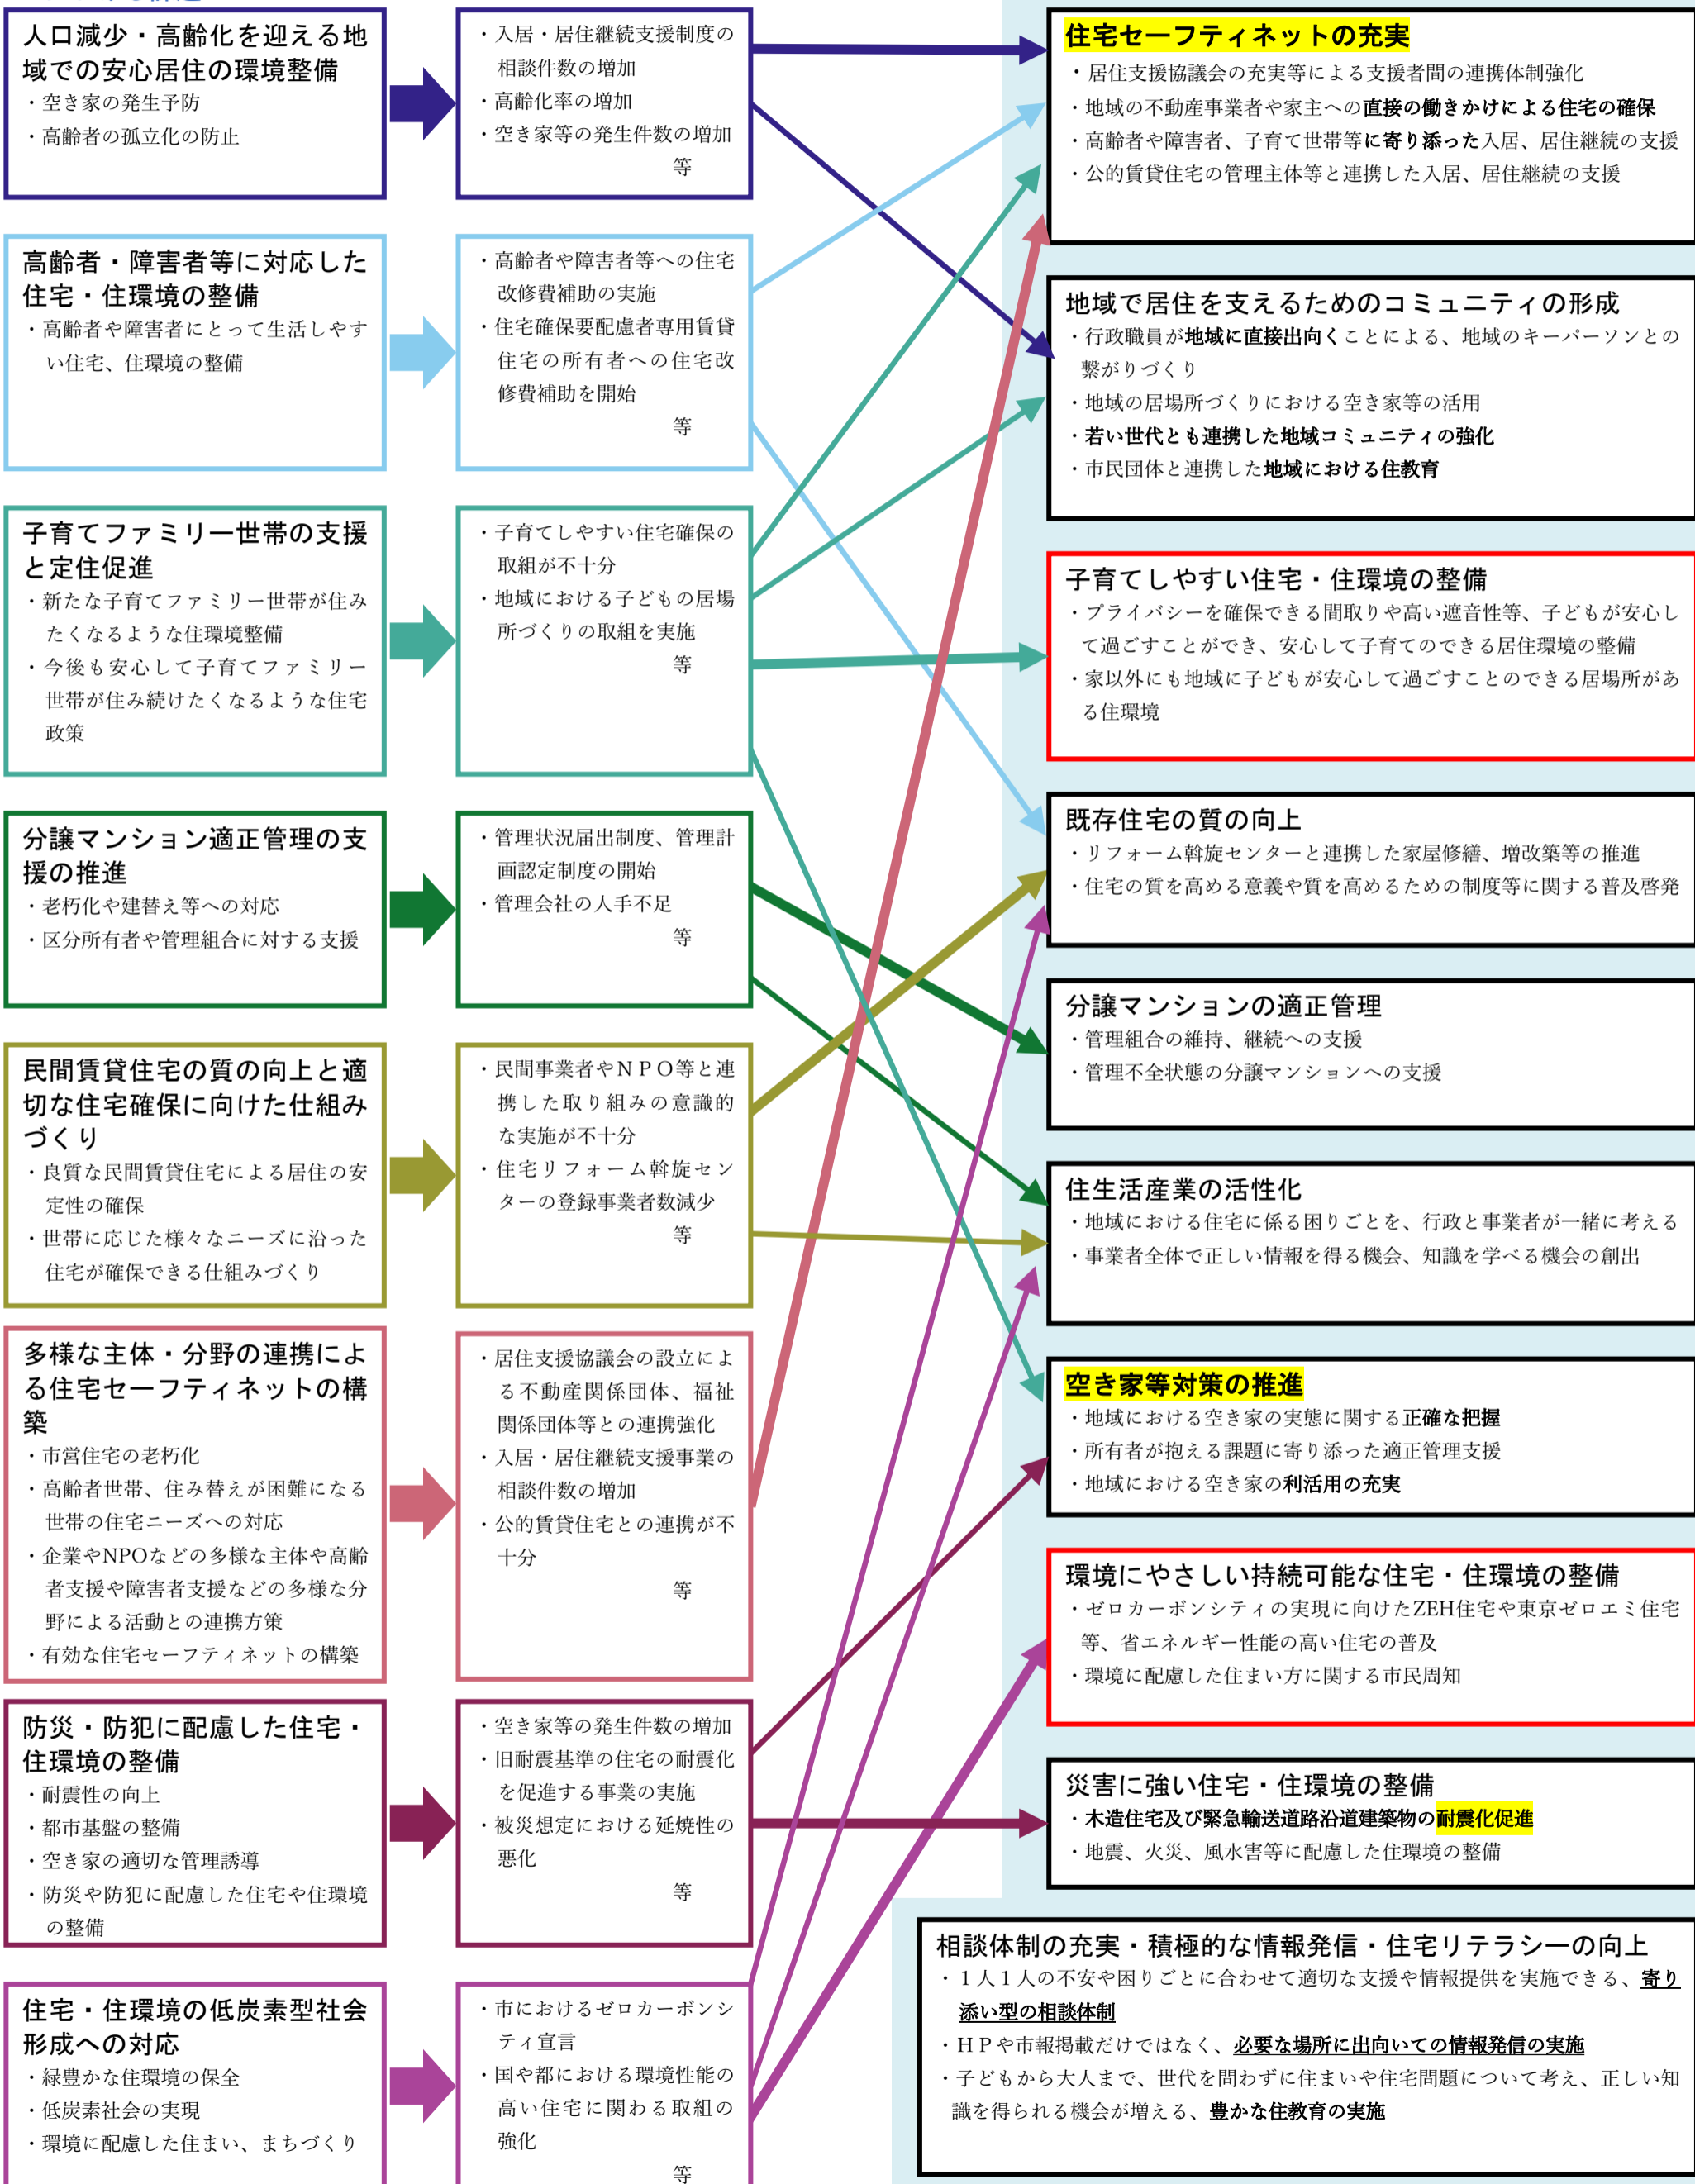 人口減少・高齢化を迎える地
域での安心居住の環境整備
・空き家の発生予防
・高齢者の孤立化の防止
・入居・居住継続支援制度の
相談件数の増加
・高齢化率の増加
・空き家等の発生件数の増加
等
高齢者・障害者等に対応した
住宅・住環境の整備
・高齢者や障害者にとって生活しやす
い住宅、住環境の整備
・高齢者や障害者等への住宅
改修費補助の実施
・住宅確保要配慮者専用賃貸
住宅の所有者への住宅改
修費補助を開始
等
子育てファミリー世帯の支援
と定住促進
・新たな子育てファミリー世帯が住み
たくなるような住環境整備
・今後も安心して子育てファミリー
世帯が住み続けたくなるような住宅
政策
・子育てしやすい住宅確保の
取組が不十分
・地域における子どもの居場
所づくりの取組を実施
等
分譲マンション適正管理の支
援の推進
・老朽化や建替え等への対応
・区分所有者や管理組合に対する支援
・管理状況届出制度、管理計
画認定制度の開始
・管理会社の人手不足
等
民間賃貸住宅の質の向上と適
切な住宅確保に向けた仕組み
づくり
・良質な民間賃貸住宅による居住の安
定性の確保
・世帯に応じた様々なニーズに沿った
住宅が確保できる仕組みづくり
・民間事業者やＮＰＯ等と連
携した取り組みの意識的
な実施が不十分
・住宅リフォーム斡旋セン
ターの登録事業者数減少
等
多様な主体・分野の連携によ
る住宅セーフティネットの構
築
・市営住宅の老朽化
・高齢者世帯、住み替えが困難になる
世帯の住宅ニーズへの対応
・企業やNPOなどの多様な主体や高齢
者支援や障害者支援などの多様な分
野による活動との連携方策
・有効な住宅セーフティネットの構築
・居住支援協議会の設立によ
る不動産関係団体、福祉
関係団体等との連携強化
・入居・居住継続支援事業の
相談件数の増加
・公的賃貸住宅との連携が不
十分
等
防災・防犯に配慮した住宅・
住環境の整備
・耐震性の向上
・都市基盤の整備
・空き家の適切な管理誘導
・防災や防犯に配慮した住宅や住環境
の整備
・空き家等の発生件数の増加
・旧耐震基準の住宅の耐震化
を促進する事業の実施
・被災想定における延焼性の
悪化
等
住宅・住環境の低炭素型社会
形成への対応
・緑豊かな住環境の保全
・低炭素社会の実現
・環境に配慮した住まい、まちづくり
・市におけるゼロカーボンシ
ティ宣言
・国や都における環境性能の
高い住宅に関わる取組の
強化
等
住宅セーフティネットの充実
・居住支援協議会の充実等による支援者間の連携体制強化
・地域の不動産事業者や家主への直接の働きかけによる住宅の確保
・高齢者や障害者、子育て世帯等に寄り添った入居、居住継続の支援
・公的賃貸住宅の管理主体等と連携した入居、居住継続の支援
地域で居住を支えるためのコミュニティの形成
・行政職員が地域に直接出向くことによる、地域のキーパーソンとの
繋がりづくり
・地域の居場所づくりにおける空き家等の活用
・若い世代とも連携した地域コミュニティの強化
・市民団体と連携した地域における住教育
子育てしやすい住宅・住環境の整備
・プライバシーを確保できる間取りや高い遮音性等、子どもが安心し
て過ごすことができ、安心して子育てのできる居住環境の整備
・家以外にも地域に子どもが安心して過ごすことのできる居場所があ
る住環境
既存住宅の質の向上
・リフォーム斡旋センターと連携した家屋修繕、増改築等の推進
・住宅の質を高める意義や質を高めるための制度等に関する普及啓発
分譲マンションの適正管理
・管理組合の維持、継続への支援
・管理不全状態の分譲マンションへの支援
住生活産業の活性化
・地域における住宅に係る困りごとを、行政と事業者が一緒に考える
・事業者全体で正しい情報を得る機会、知識を学べる機会の創出
空き家等対策の推進
・地域における空き家の実態に関する正確な把握
・所有者が抱える課題に寄り添った適正管理支援
・地域における空き家の利活用の充実
環境にやさしい持続可能な住宅・住環境の整備
・ゼロカーボンシティの実現に向けたZEH住宅や東京ゼロエミ住宅
等、省エネルギー性能の高い住宅の普及
・環境に配慮した住まい方に関する市民周知
災害に強い住宅・住環境の整備
・木造住宅及び緊急輸送道路沿道建築物の耐震化促進
・地震、火災、風水害等に配慮した住環境の整備
相談体制の充実・積極的な情報発信・住宅リテラシーの向上
・１人１人の不安や困りごとに合わせて適切な支援や情報提供を実施できる、寄り
添い型の相談体制
・ＨＰや市報掲載だけではなく、必要な場所に出向いての情報発信の実施
・子どもから大人まで、世代を問わずに住まいや住宅問題について考え、正しい知
識を得られる機会が増える、豊かな住教育の実施